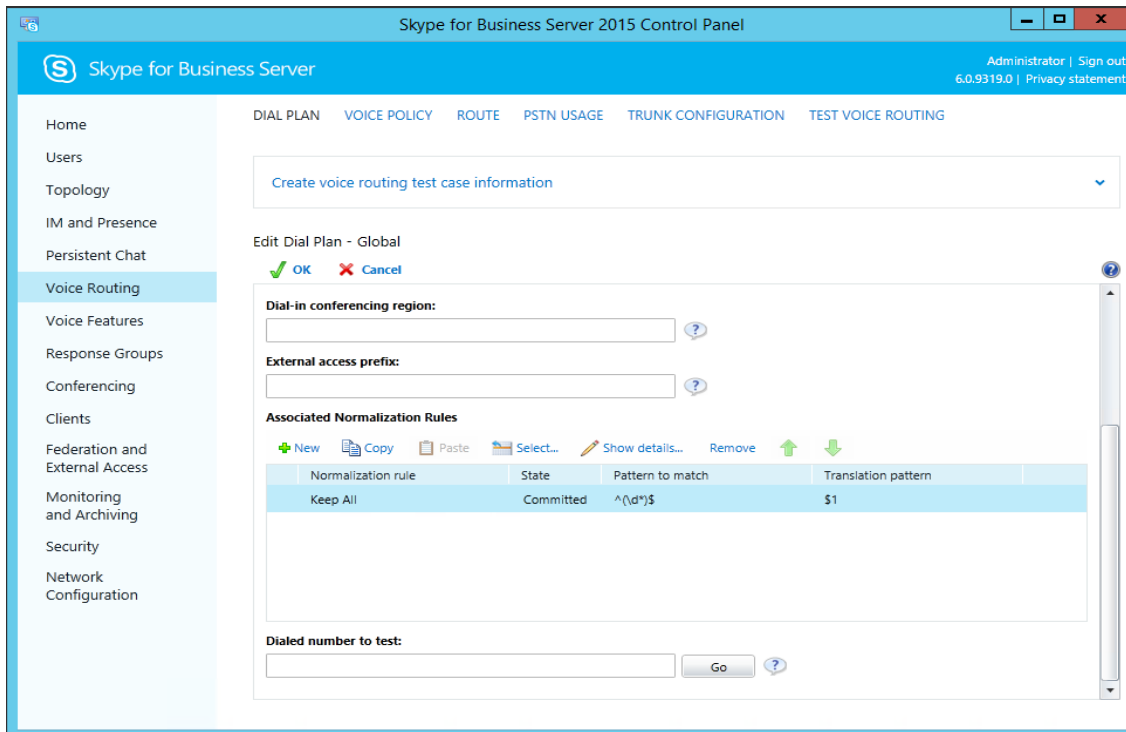 Skype for Business Server 2015 Control Panel
S
Skype for Business Server
Administrator | Sign out
6.0.9319.0 | Privacy statement
Home
Users
Topology
IM and Presence
Persistent Chat
Voice Routing
Voice Features
Response Groups
Conferencing
Clients
Federation and
External Access
Monitoring
and Archiving
Security
Network
Configuration
DIAL PLAN VOICE POLICY ROUTE PSTN USAGE TRUNK CONFIGURATION TEST VOICE ROUTING
Create voice routing test case information
Edit Dial Plan - Global
OK Cancel
Dial-in conferencing region:
External access prefix:
Associated Normalization Rules
New Copy Paste Select... Show details... Remove
Normalization rule State Pattern to match Translation pattern
Keep All Committed ^(\d*)$ $1
Dialed number to test:
Go